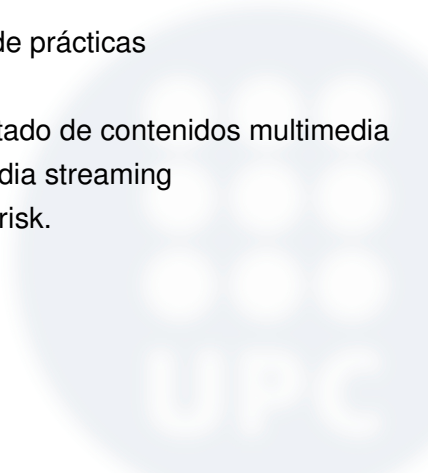 de prácticas
tado de contenidos multimedia
dia streaming
risk.
UPC